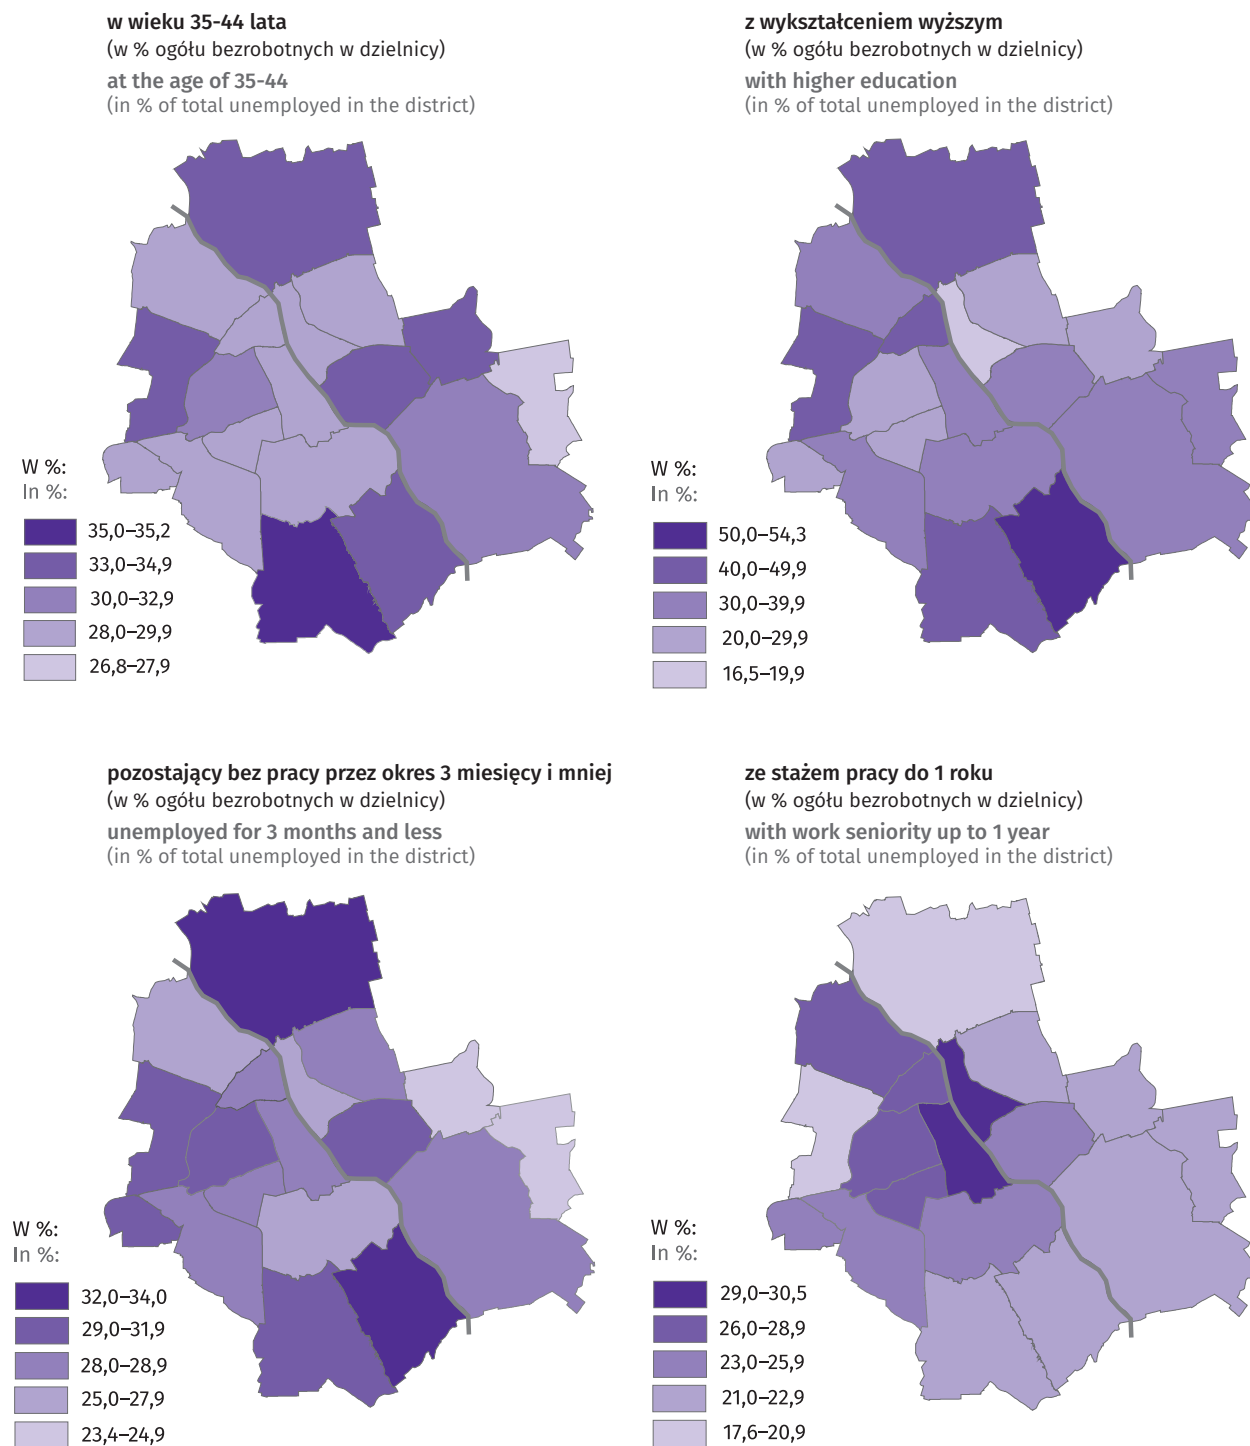 w wieku 35-44 lata
(w % ogółu bezrobotnych w dzielnicy)
at the age of 35-44
(in % of total unemployed in the district)
W %:
In %:
35,0–35,2
33,0–34,9
30,0–32,9
28,0–29,9
26,8–27,9
z wykształceniem wyższym
(w % ogółu bezrobotnych w dzielnicy)
with higher education
(in % of total unemployed in the district)
W %:
In %:
50,0–54,3
40,0–49,9
30,0–39,9
20,0–29,9
16,5–19,9
pozostający bez pracy przez okres 3 miesięcy i mniej
(w % ogółu bezrobotnych w dzielnicy)
unemployed for 3 months and less
(in % of total unemployed in the district)
W %:
In %:
32,0–34,0
29,0–31,9
28,0–28,9
25,0–27,9
23,4–24,9
ze stażem pracy do 1 roku
(w % ogółu bezrobotnych w dzielnicy)
with work seniority up to 1 year
(in % of total unemployed in the district)
W %:
In %:
29,0–30,5
26,0–28,9
23,0–25,9
21,0–22,9
17,6–20,9